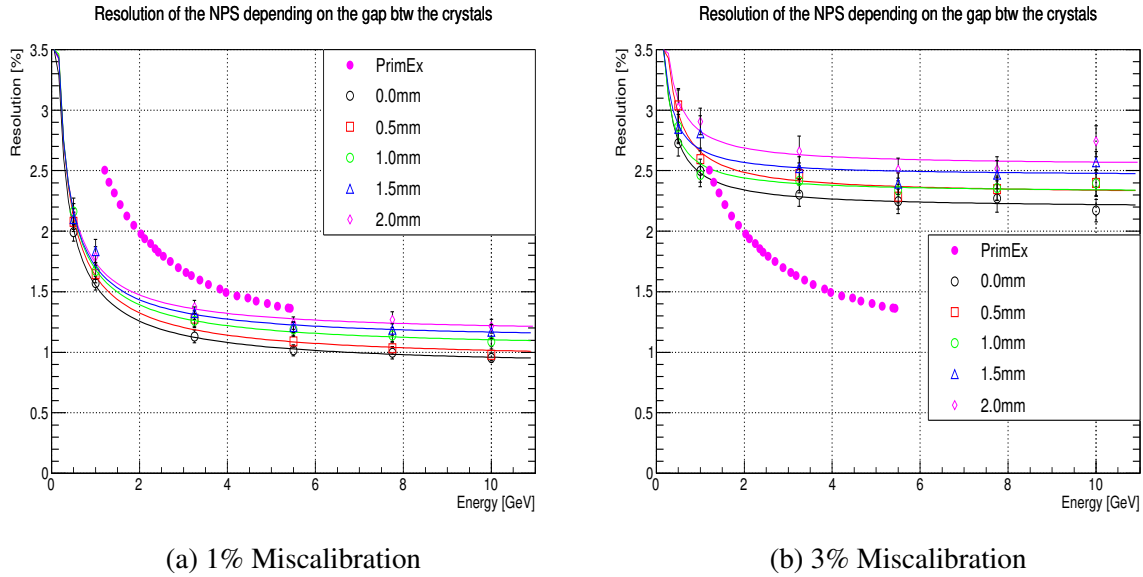 Resolution of the NPS depending on the gap btw the crystals
Resolution [%]
3.5
3
2.5
2
1.5
1
0.5
0
0 2 4 6 8 10
Energy [GeV]
PrimEx
0.0mm
0.5mm
1.0mm
1.5mm
2.0mm
(a) 1% Miscalibration
Resolution of the NPS depending on the gap btw the crystals
Resolution [%]
3.5
3
2.5
2
1.5
1
0.5
0
0 2 4 6 8 10
Energy [GeV]
PrimEx
0.0mm
0.5mm
1.0mm
1.5mm
2.0mm
(b) 3% Miscalibration